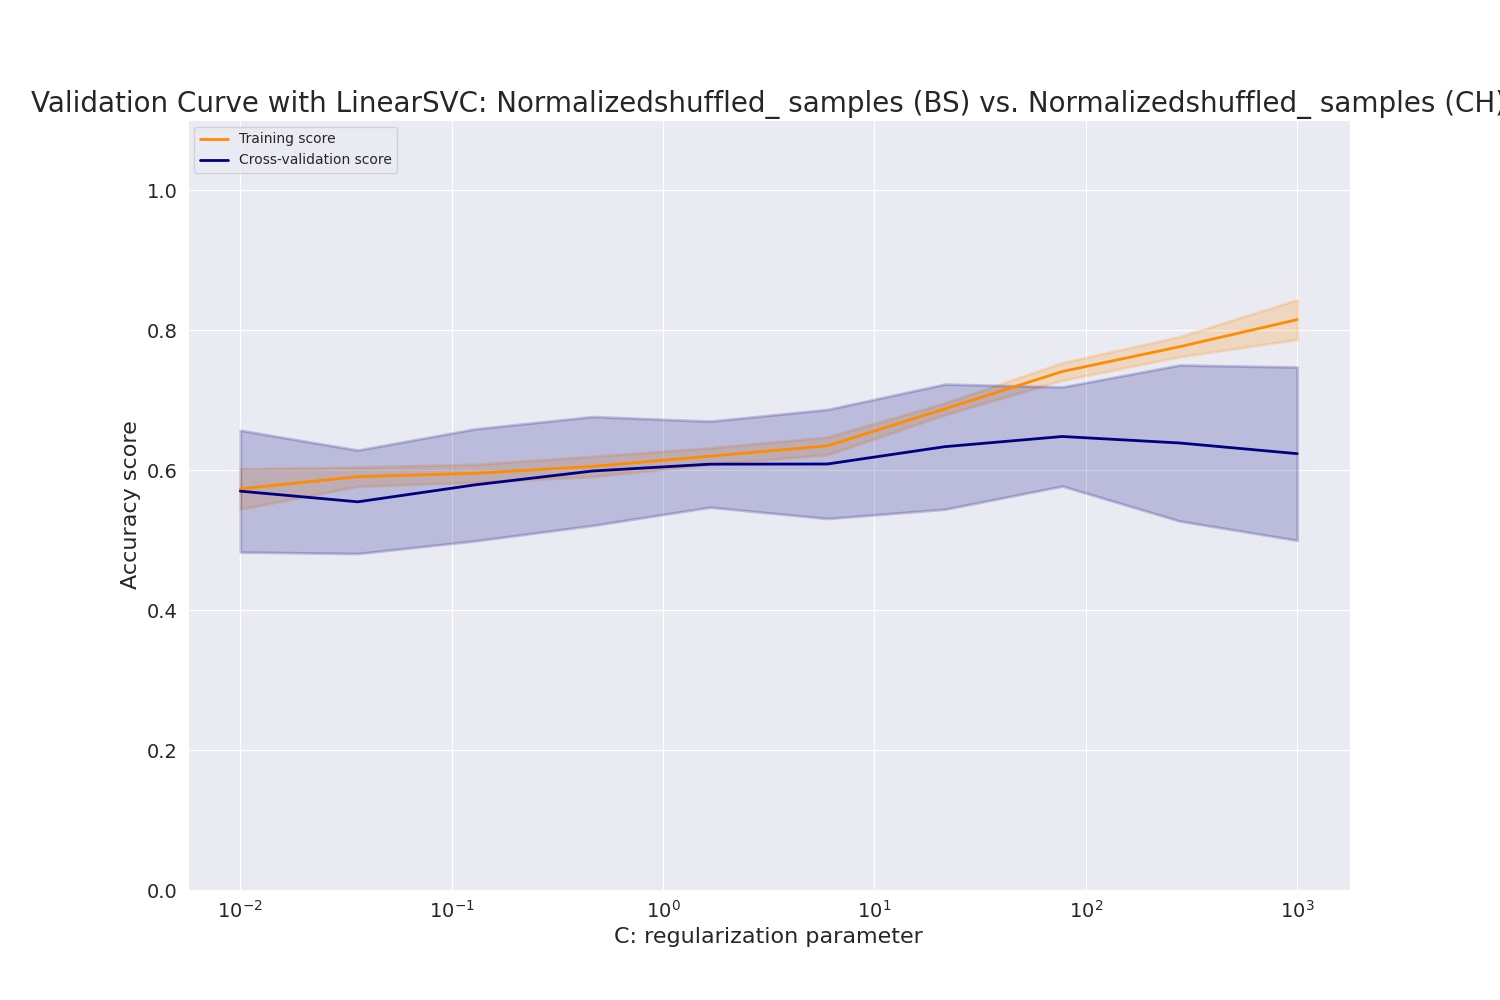 Validation Curve with LinearSVC: Normalizedshuffled_ samples (BS) vs. Normalizedshuffled_ samples (CH)
Training score
Cross-validation score
1.0
0.8
0.6
0.4
0.2
0.0
Accuracy score
10⁻² 10⁻¹ 10⁰ 10¹ 10² 10³
C: regularization parameter